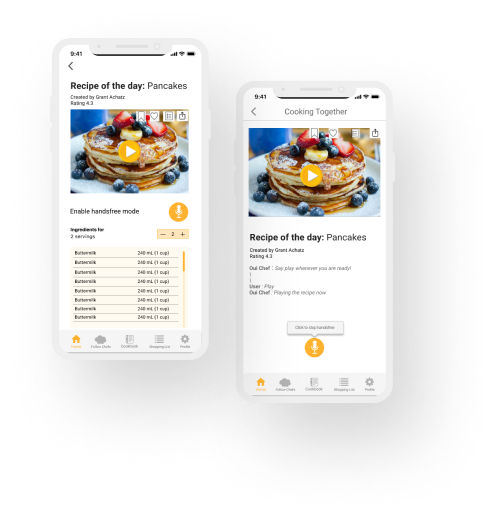 9:41
Recipe of the day: Pancakes
Created by Grant Achatz
Rating 4.3
Enable handsfree mode
Ingredients for
2 servings
— 2 +
Buttermilk 240 mL (1 cup)
Buttermilk 240 mL (1 cup)
Buttermilk 240 mL (1 cup)
Buttermilk 240 mL (1 cup)
Buttermilk 240 mL (1 cup)
Buttermilk 240 mL (1 cup)
Buttermilk 240 mL (1 cup)
Buttermilk 240 mL (1 cup)
Home Follow Chefs Cookbook Shopping List Profile
9:41
Cooking Together
Recipe of the day: Pancakes
Created by Grant Achatz
Rating 4.3
Oui Chef : Say play whenever you are ready!
)
)
User : Play
Oui Chef : Playing the recipe now
Click to stop handsfree
Home Follow Chefs Cookbook Shopping List Profile